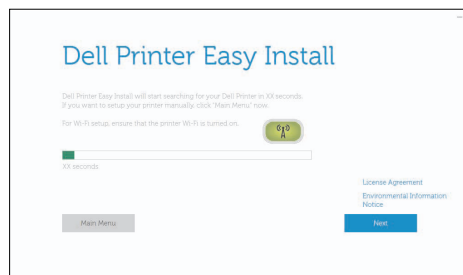 Dell Printer Easy Install
Dell Printer Easy Install will start searching for your Dell Printer in XX seconds.
If you want to setup your printer manually click "Main Menu" now.
For Wi-Fi setup, ensure that the printer Wi-Fi is turned on.
XX seconds
License Agreement
Environmental Information
Notice
Main Menu
Next